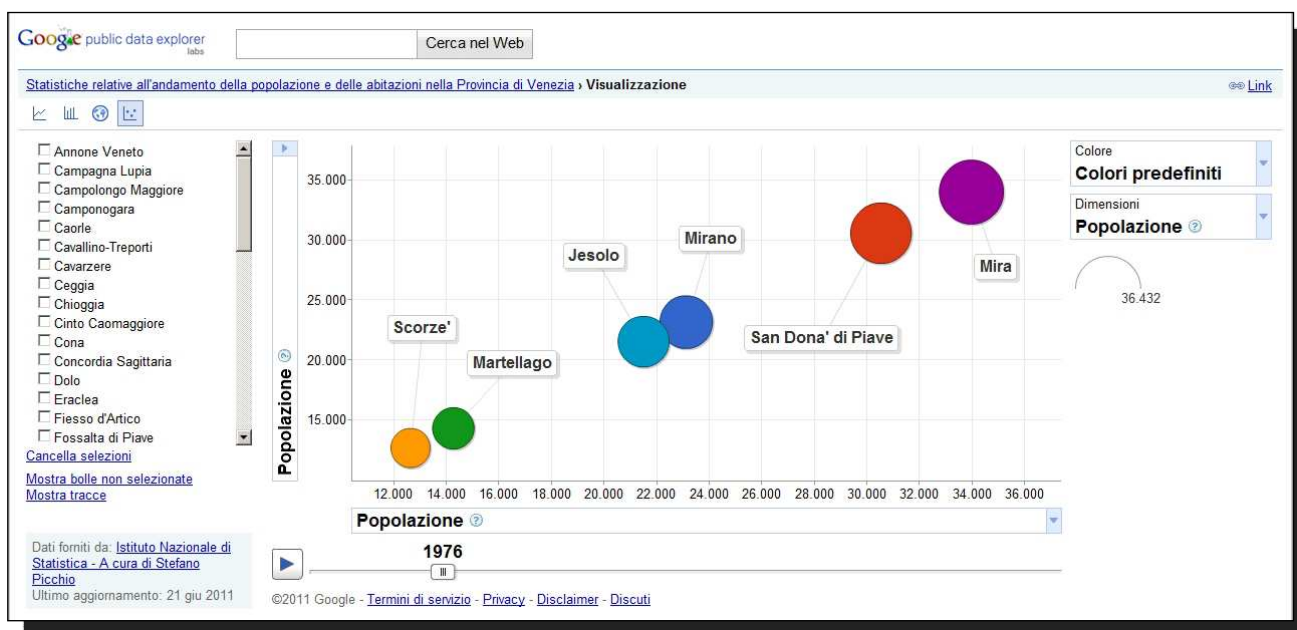 Google public data explorer
labs
Cerca nel Web
Statistiche relative all'andamento della popolazione e delle abitazioni nella Provincia di Venezia › Visualizzazione
Link
Annone Veneto
Campagna Lupia
Campolongo Maggiore
Camponogara
Caorle
Cavallino-Treporti
Cavarzere
Ceggia
Chioggia
Cinto Caomaggiore
Cona
Concordia Sagittaria
Dolo
Eraclea
Fiesso d'Artico
Fossalta di Piave
Cancella selezioni
Mostra bolle non selezionate
Mostra tracce
Dati forniti da: Istituto Nazionale di
Statistica - A cura di Stefano
Picchio
Ultimo aggiornamento: 21 giu 2011
Popolazione ?
35.000
30.000
25.000
20.000
15.000
Scorze'
Martellago
Jesolo
Mirano
San Dona' di Piave
Mira
12.000 14.000 16.000 18.000 20.000 22.000 24.000 26.000 28.000 30.000 32.000 34.000 36.000
Popolazione ?
1976
©2011 Google - Termini di servizio - Privacy - Disclaimer - Discuti
Colore
Colori predefiniti
Dimensioni
Popolazione ?
36.432